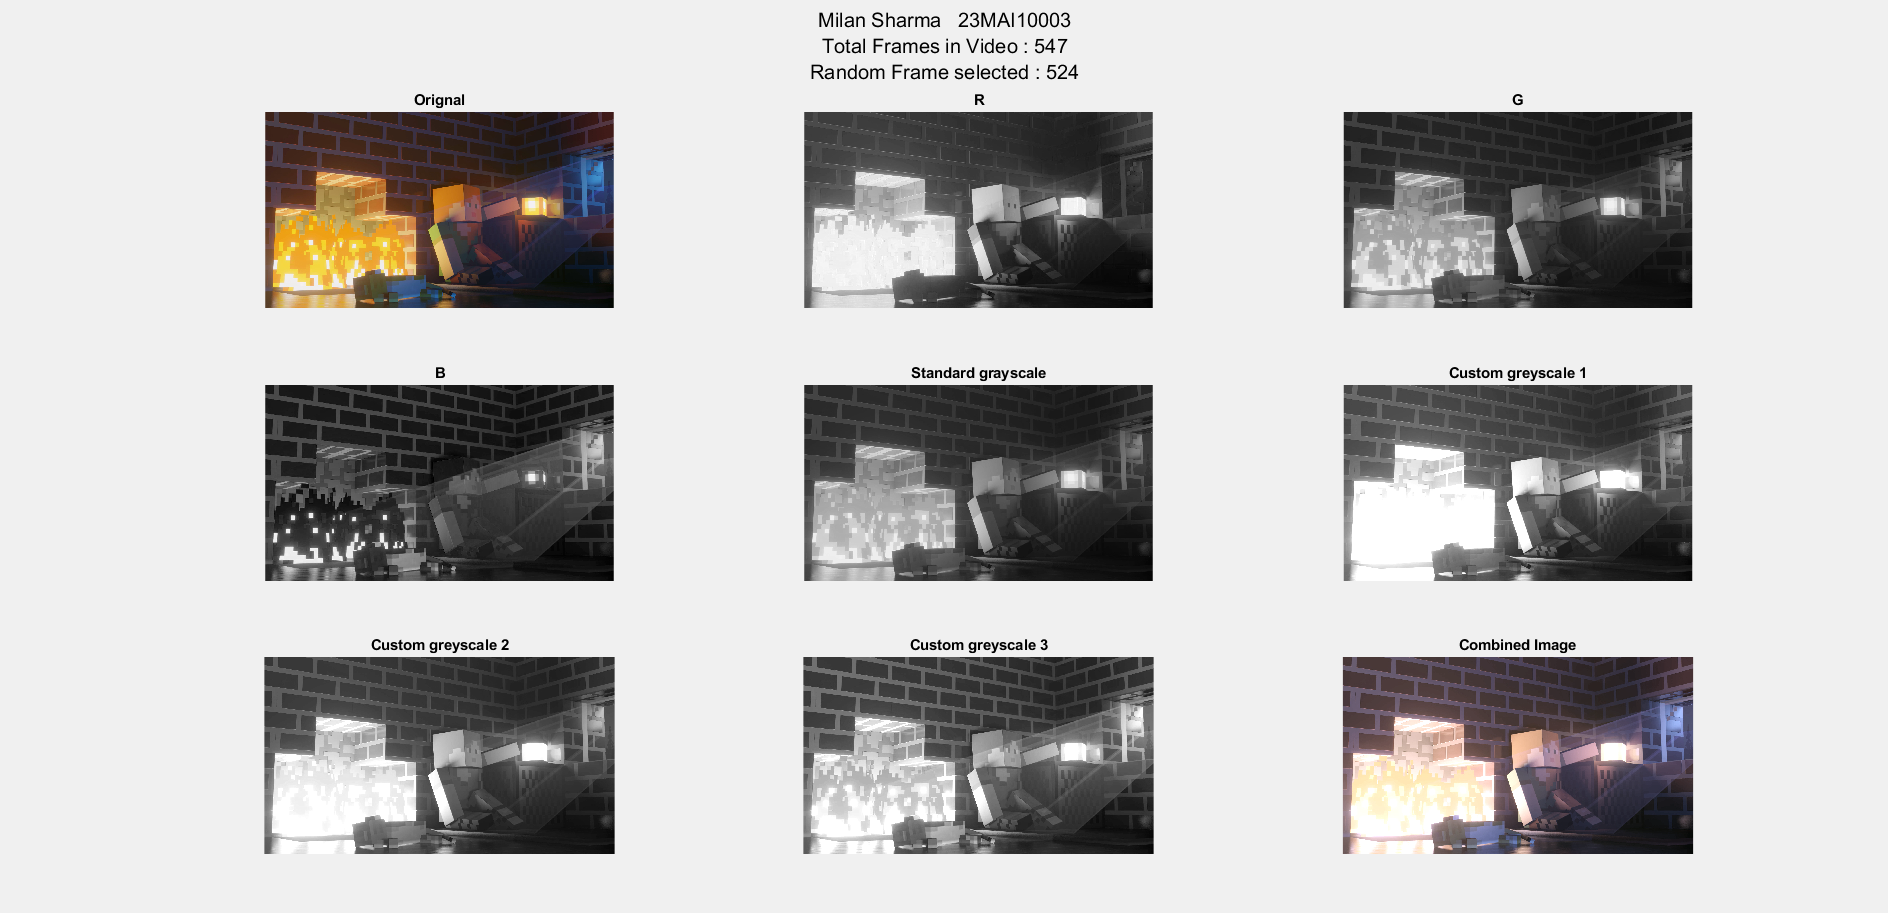 Milan Sharma   23MAI10003
Total Frames in Video : 547
Random Frame selected : 524
Orignal
R
G
B
Standard grayscale
Custom greyscale 1
Custom greyscale 2
Custom greyscale 3
Combined Image